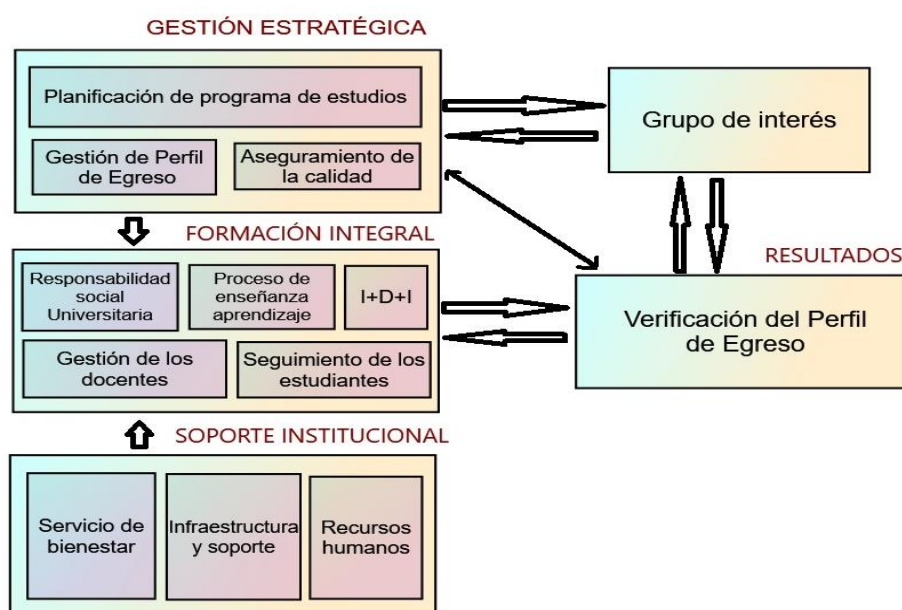 GESTIÓN ESTRATÉGICA
Planificación de programa de estudios
Gestión de Perfil
de Egreso
Aseguramiento de
la calidad
Grupo de interés
FORMACIÓN INTEGRAL
Responsabilidad
social
Universitaria
Proceso de
enseñanza
aprendizaje
I+D+I
Gestión de los
docentes
Seguimiento de los
estudiantes
RESULTADOS
Verificación del Perfil
de Egreso
SOPORTE INSTITUCIONAL
Servicio de
bienestar
Infraestructura
y soporte
Recursos
humanos